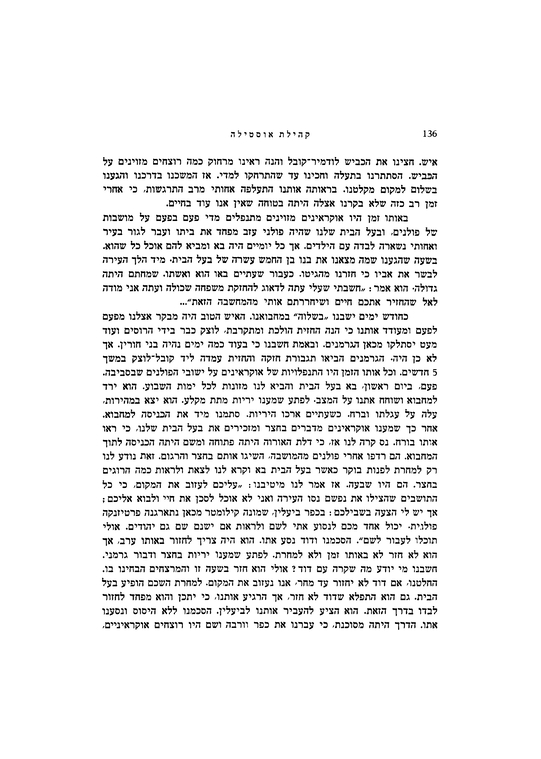 136 קהילת אוסטילה
איש. חצינו את הכביש לודמיר־קובל והנה ראינו מרחוק כמה רוצחים מזוינים על
הכביש. הסתתרנו בתעלה וחכינו עד שהתרחקו למדי. אז המשכנו בדרכנו והגענו
בשלום למקום מקלטנו. בראותה אותנו התעלפה אחותי מרב התרגשות, כי אחרי
זמן רב כזה שלא בקרנו אצלה היתה בטוחה שאין אנו עוד בחיים.
באותו זמן היו אוקראינים מזוינים מתנפלים מדי פעם בפעם על מושבות
של פולנים, ובעל הבית שלנו שהיה פולני עזב מפחד את ביתו ועבר לגור בעיר
ואחותי נשארה לבדה עם הילדים. אך כל יומיים היה בא ומביא להם אוכל כל שהוא.
בשעה שהגענו שמה מצאנו את בנו בן החמש עשרה של בעל הבית. מיד הלך העירה
לבשר את אביו כי חזרנו מהגיטו. כעבור שעתיים באו הוא ואשתו. שמחתם היתה
גדולה. הוא אמר: „חשבתי שעלי עתה לדאוג להחזקת משפחה שכולה ועתה אני מודה
לאל שהחזיר אתכם חיים ושיחררתם אותי מהמחשבה הזאת"...
כחודש ימים ישבנו „בשלוה" במחבואנו. האיש הטוב היה מבקר אצלנו מפעם
לפעם ומעודד אותנו כי הנה החזית הולכת ומתקרבת. לוצק כבר בידי הרוסים ועוד
מעט יסתלקו מכאן הגרמנים. ובאמת חשבנו כי בעוד כמה ימים נהיה בני חורין. אך
לא כן היה. הגרמנים הביאו תגבורת חזקה והחזית עמדה ליד קובל־לוצק במשך
5 חדשים. וכל אותו הזמן היו התנפלויות של אוקראינים על ישובי הפולנים שבסביבה.
פעם, ביום ראשון, בא בעל הבית והביא לנו מזונות לכל ימות השבוע. הוא ירד
למחבוא ושוחח אתנו על המצב. לפתע שמענו יריות מתת מקלע. הוא יצא במהירות,
עלה על עגלתו וברח. כשעתיים ארכו היריות. סתמנו מיד את הכניסה למחבוא.
אחר כך שמענו אוקראינים מדברים בחצר ומזכירים את בעל הבית שלנו, כי ראו
אותו בורח. נס קרה לנו אז, כי דלת האורוה היתה פתוחה ומשם היתה הכניסה לתוך
המחבוא. הם רדפו אחרי פולנים מהמושבה, השיגו אותם בחצר והרגום. זאת נודע לנו
רק למחרת לפנות בוקר כאשר בעל הבית בא וקרא לנו לצאת ולראות כמה הרוגים
בחצר. הם היו שבעה. אז אמר לנו מיטיבנו: „עליכם לעזוב את המקום, כי כל
התושבים שהצילו את נפשם נסו העירה ואני לא אוכל לסכן את חיי ולבוא אליכם;
אך יש לי הצעה בשבילכם: בכפר ביעלין, שמונה קילומטר מכאן נתארגנה פרטיזנקה
פולנית. יכול אחד מכם לנסוע אתי לשם ולראות אם ישנם שם גם יהודים. אולי
תוכלו לעבור לשם". הסכמנו ודוד נסע אתו. הוא היה צריך לחזור באותו ערב, אך
הוא לא חזר לא באותו זמן ולא למחרת. לפתע שמענו יריות בחצר ודבור גרמני.
חשבנו מי יודע מה שקרה עם דוד? אולי הוא חזר בשעה זו והמרצחים הבחינו בו.
החלטנו, אם דוד לא יחזור עד מחר, אנו נעזוב את המקום. למחרת השכם הופיע בעל
הבית. גם הוא התפלא שדוד לא חזר, אך הרגיע אותנו, כי יתכן והוא מפחד לחזור
לבדו בדרך הזאת. הוא הציע להעביר אותנו לביעלין. הסכמנו ללא היסוס ונסענו
אתו. הדרך היתה מסוכנת, כי עברנו את כפר וורבה ושם היו רוצחים אוקראיניים,